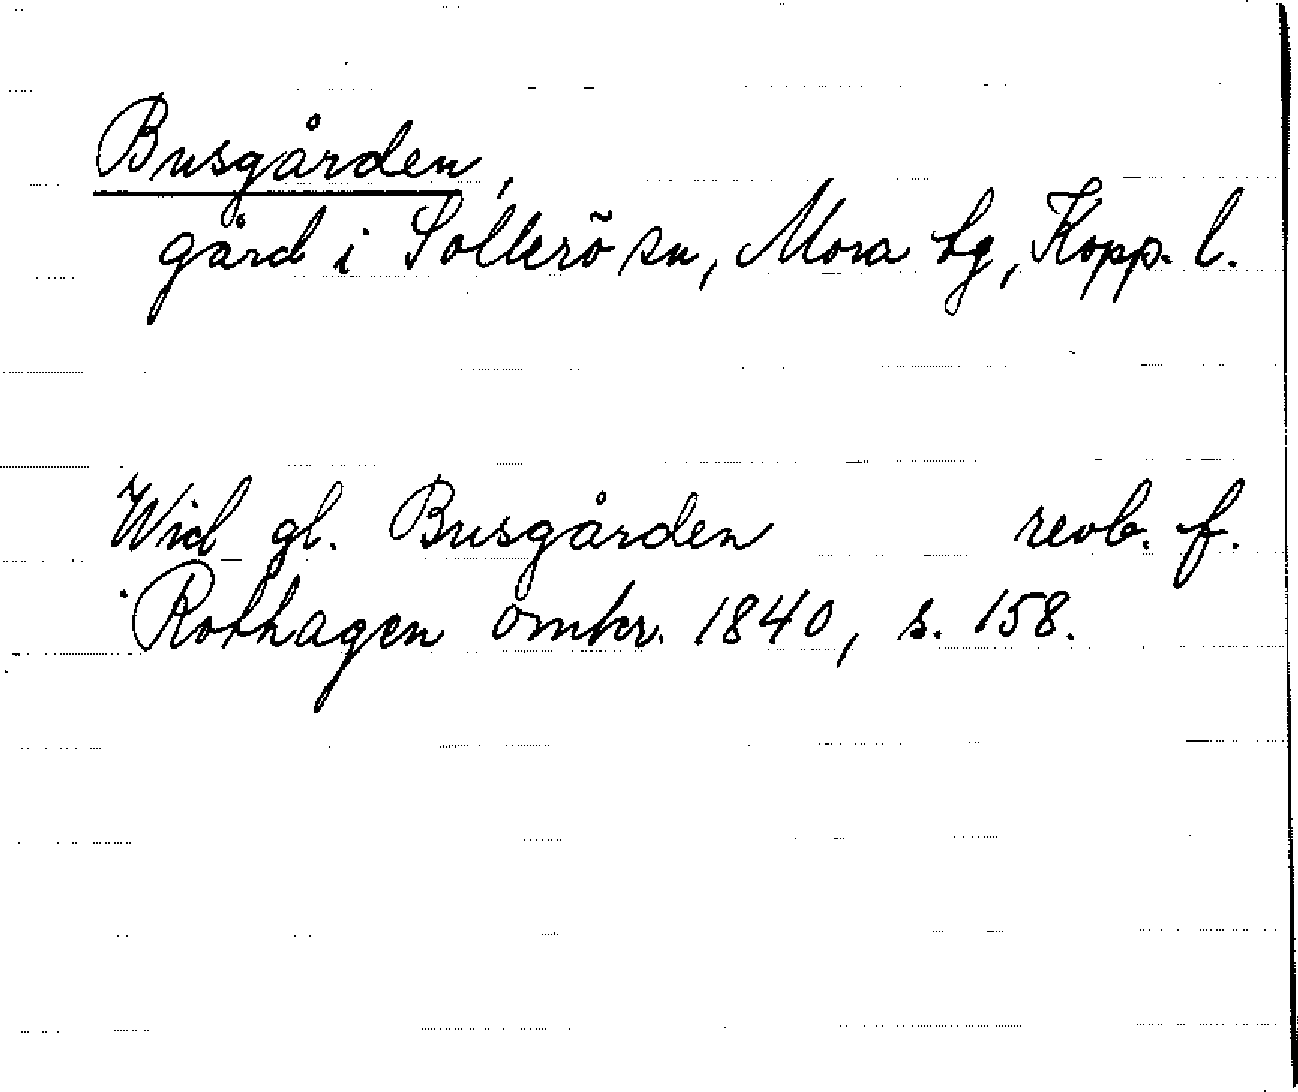 Busgården,
gård i Sollerö sn, Mora tg, Kopp. l.
Wid gl. Busgården revb. f.
Rothagen omkr. 1840, s. 158.